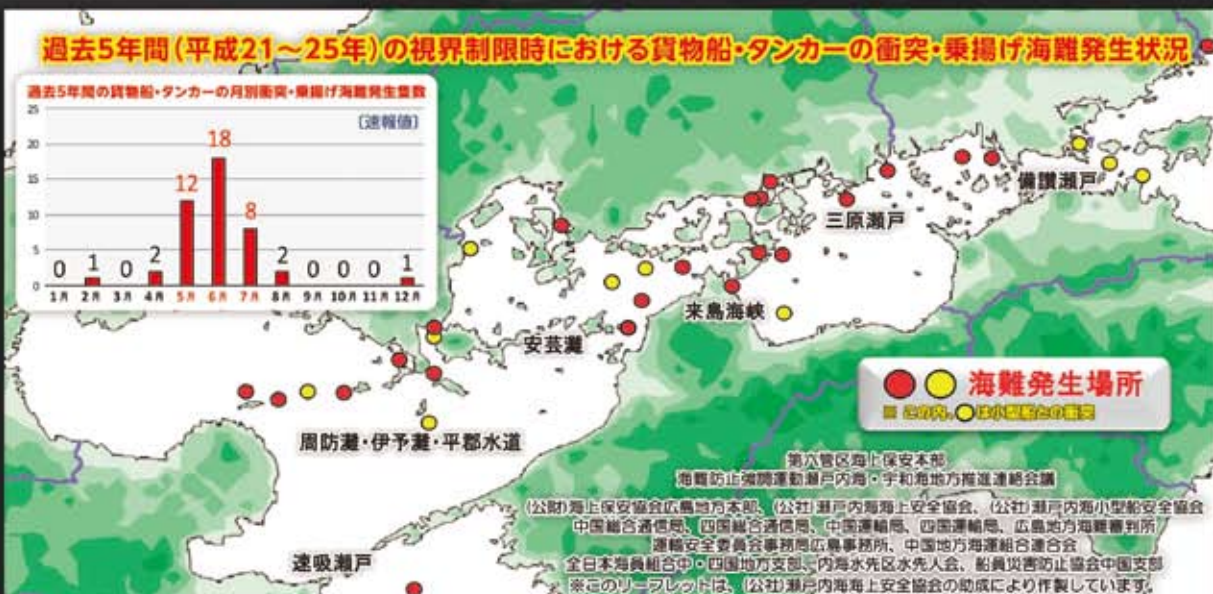 過去5年間(平成21～25年)の視界制限時における貨物船・タンカーの衝突・乗揚げ海難発生状況
過去5年間の貨物船・タンカーの月別衝突・乗揚げ海難発生隻数
(速報値)
25
20
15
10
5
0
0 1 0 2 12 18 8 2 0 0 0 1
1月 2月 3月 4月 5月 6月 7月 8月 9月 10月 11月 12月
備讃瀬戸
三原瀬戸
来島海峡
安芸灘
周防灘・伊予灘・平郡水道
速吸瀬戸
海難発生場所
※ この内、 は小型船との衝突
第六管区海上保安本部
海難防止強調運動瀬戸内海・宇和海地方推進連絡会議
(公財)海上保安協会広島地方本部、(公社)瀬戸内海海上安全協会、(公社)瀬戸内海小型船安全協会
中国総合通信局、四国総合通信局、中国運輸局、四国運輸局、広島地方海難審判所
運輸安全委員会事務局広島事務所、中国地方海運組合連合会
全日本海員組合中・四国地方支部、内海水先区水先人会、船員災害防止協会中国支部
※このリーフレットは、(公社)瀬戸内海海上安全協会の助成により作製しています。